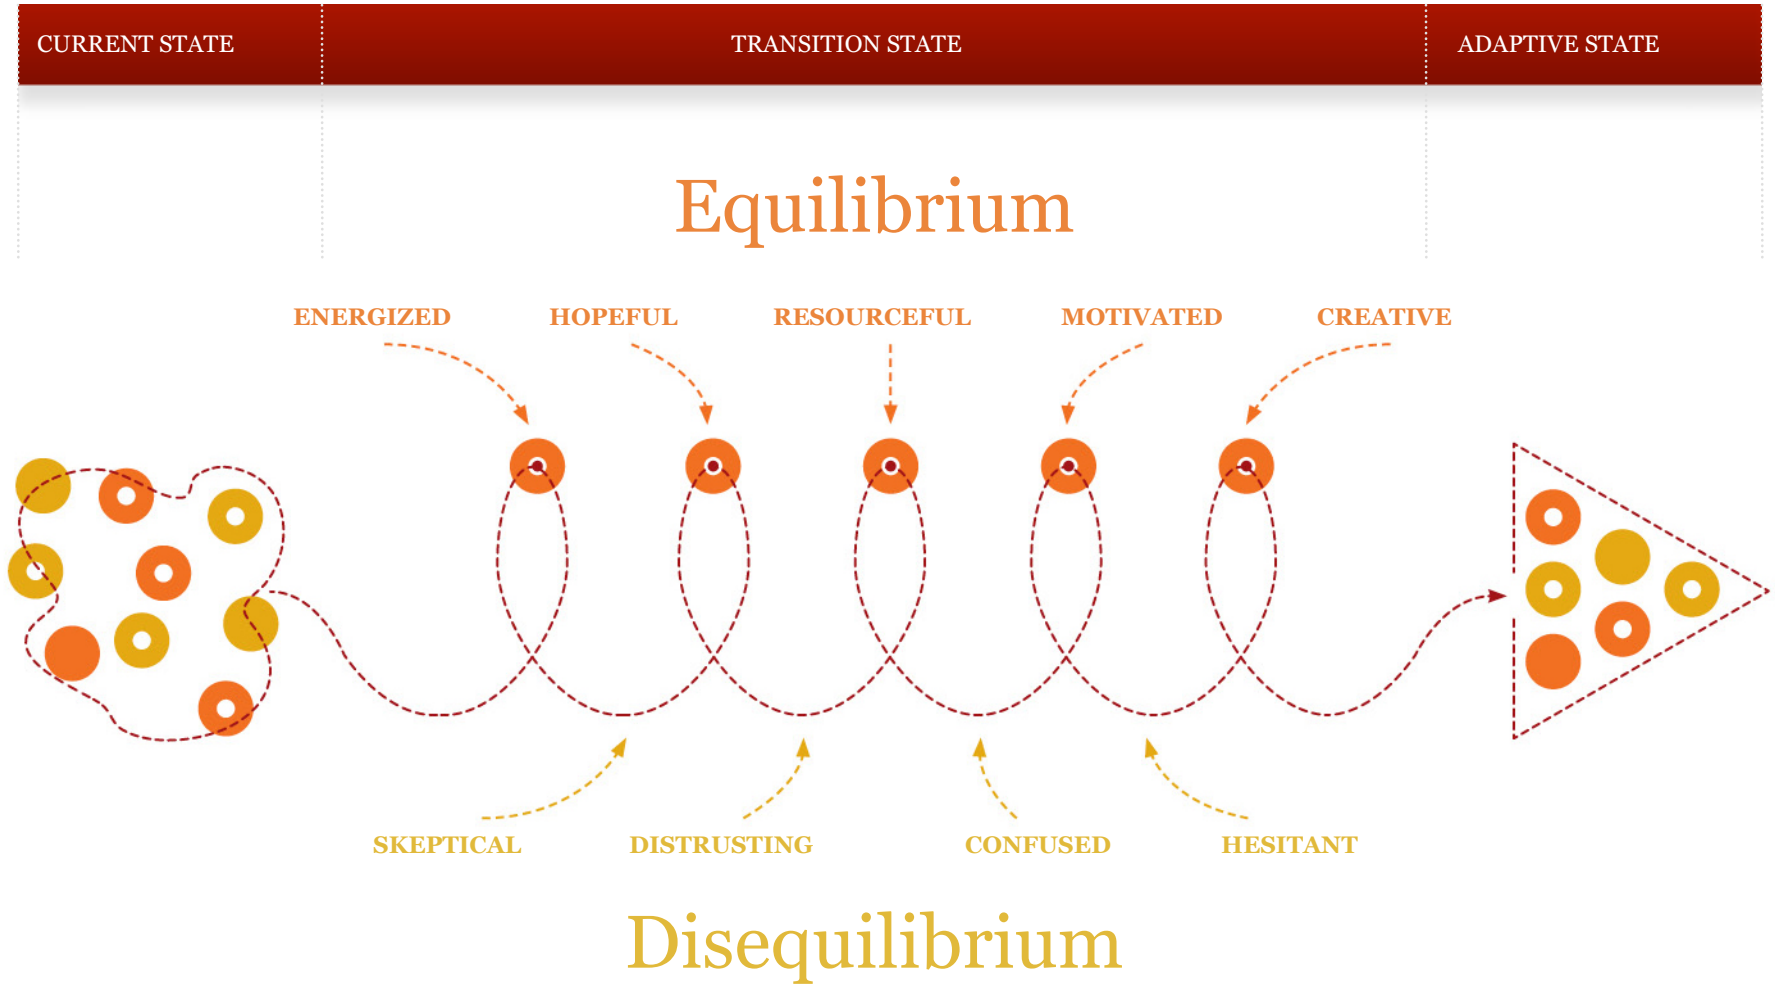 CURRENT STATE
TRANSITION STATE
ADAPTIVE STATE
Equilibrium
ENERGIZED
HOPEFUL
RESOURCEFUL
MOTIVATED
CREATIVE
SKEPTICAL
DISTRUSTING
CONFUSED
HESITANT
Disequilibrium